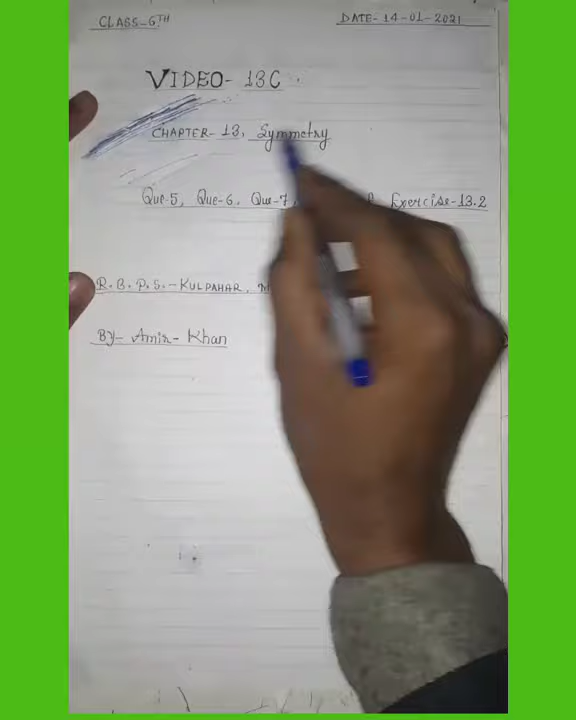 CLASS-6TH
DATE-14-01-2021
VIDEO-13C
CHAPTER-13, Symmetry
Que-5, Que-6, Que-7, Exercise-13.2
R.B.P.S.-KULPAHAR, M
By- Amir-Khan